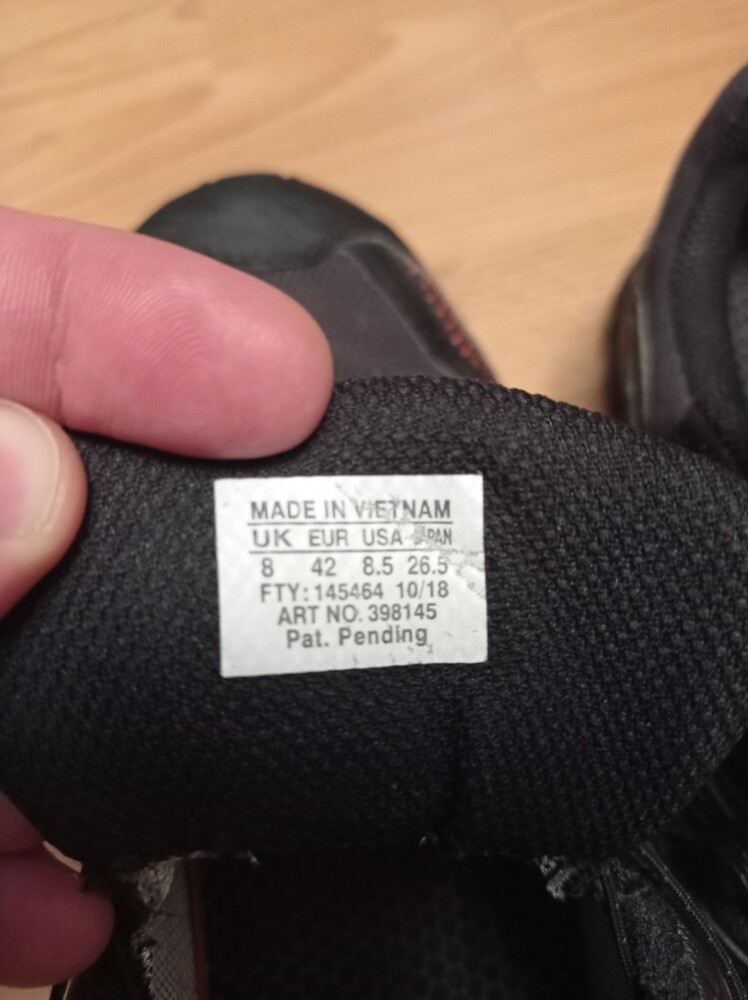 MADE IN VIETNAM
UK EUR USA JAPAN
8 42 8.5 26.5
FTY: 145464 10/18
ART NO. 398145
Pat. Pending